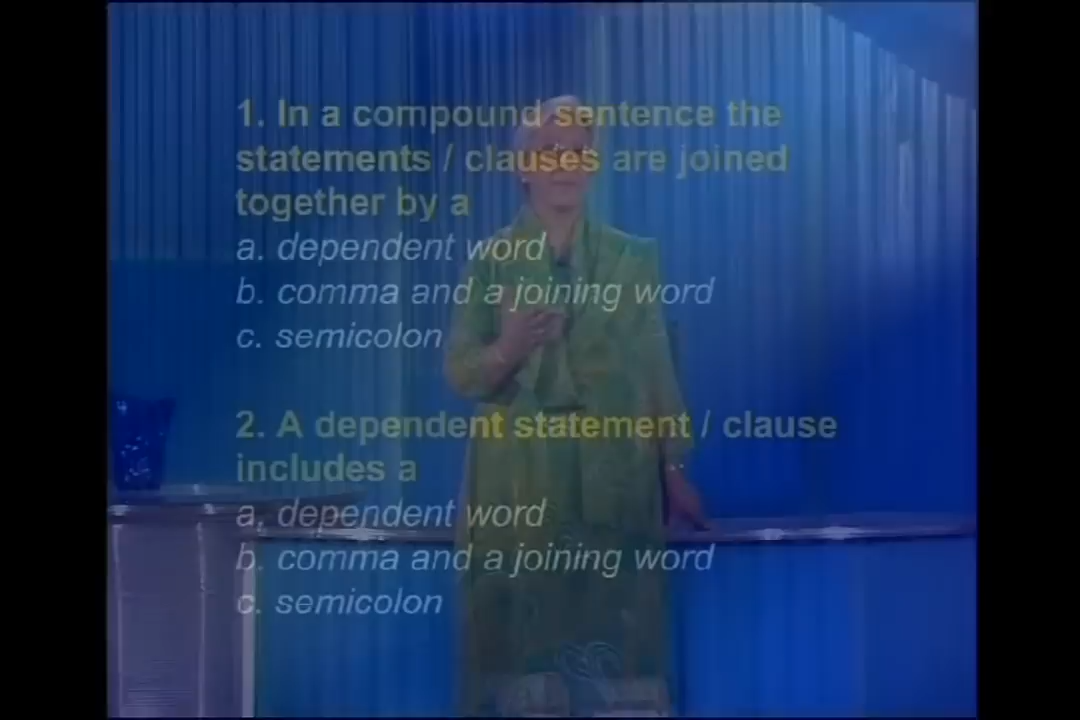 1. In a compound sentence the
statements / clauses are joined
together by a
a. dependent word
b. comma and a joining word
c. semicolon
2. A dependent statement / clause
includes a
a. dependent word
b. comma and a joining word
c. semicolon